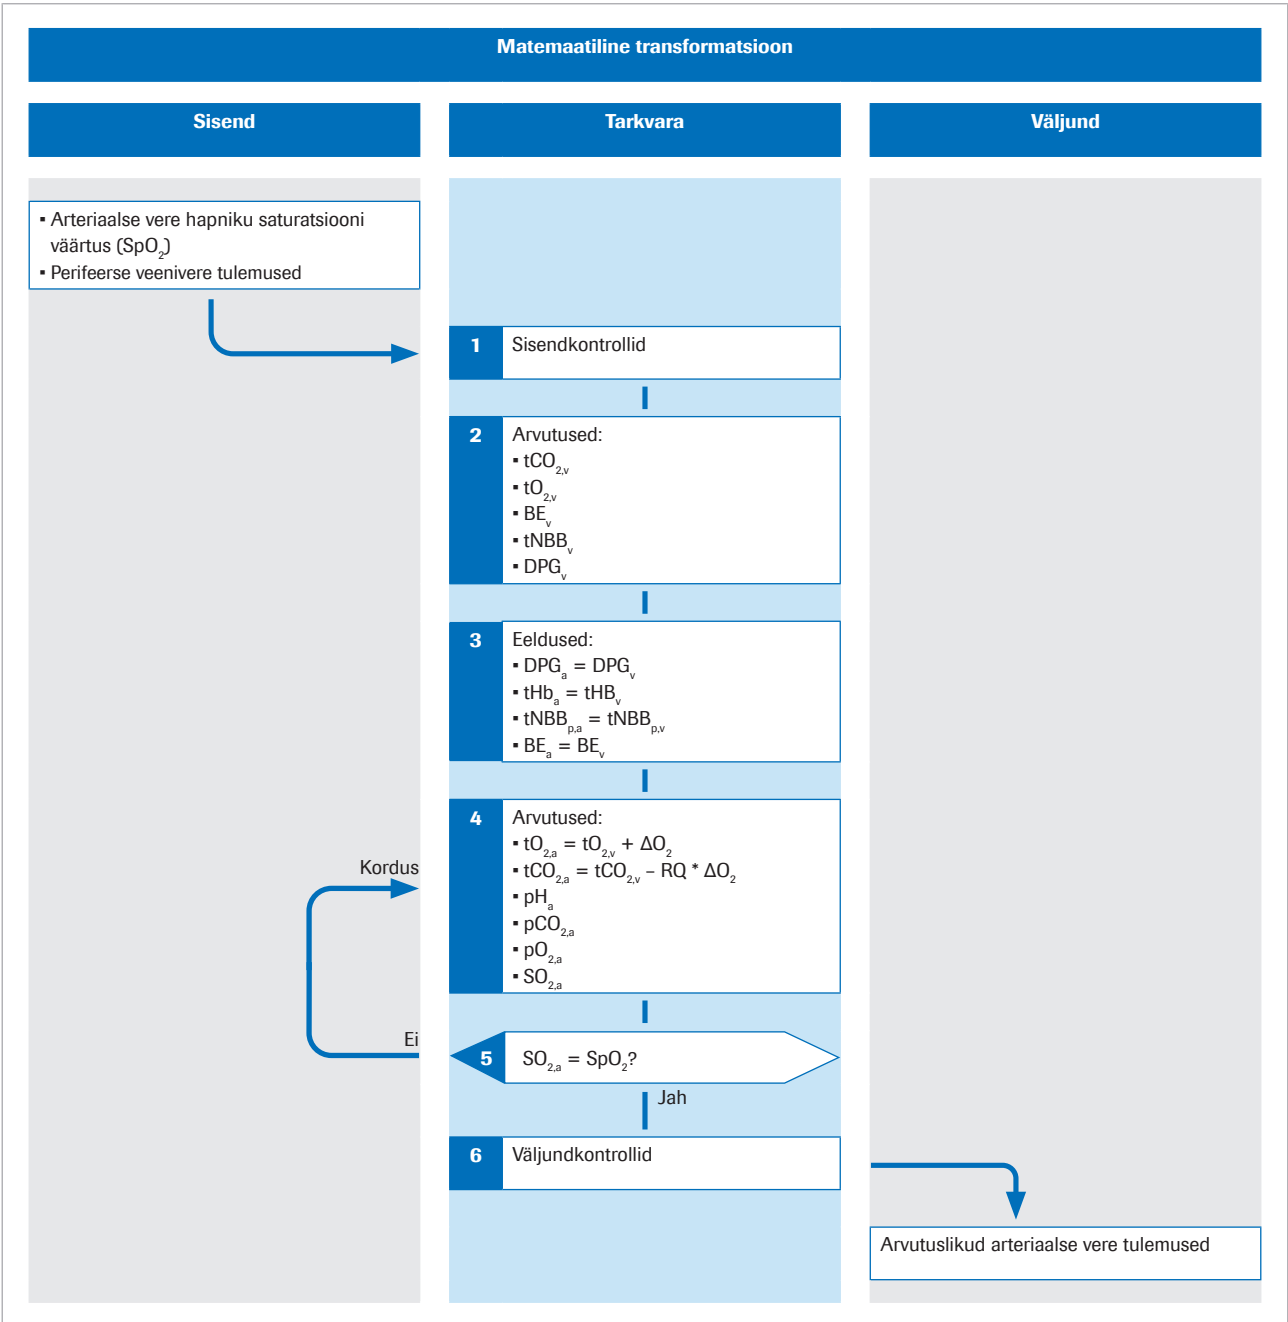 Matemaatiline transformatsioon
Sisend
Tarkvara
Väljund
▪ Arteriaalse vere hapniku saturatsiooni
väärtus (SpO₂)
▪ Perifeerse veenivere tulemused
1 Sisendkontrollid
2 Arvutused:
▪ tCO₂,ᵥ
▪ tO₂,ᵥ
▪ BEᵥ
▪ tNBBᵥ
▪ DPGᵥ
3 Eeldused:
▪ DPGₐ = DPGᵥ
▪ tHbₐ = tHBᵥ
▪ tNBBₚ,ₐ = tNBBₚ,ᵥ
▪ BEₐ = BEᵥ
4 Arvutused:
▪ tO₂,ₐ = tO₂,ᵥ + ΔO₂
▪ tCO₂,ₐ = tCO₂,ᵥ – RQ * ΔO₂
▪ pHₐ
▪ pCO₂,ₐ
▪ pO₂,ₐ
▪ SO₂,ₐ
Kordus
Ei
5 SO₂,ₐ = SpO₂?
Jah
6 Väljundkontrollid
Arvutuslikud arteriaalse vere tulemused